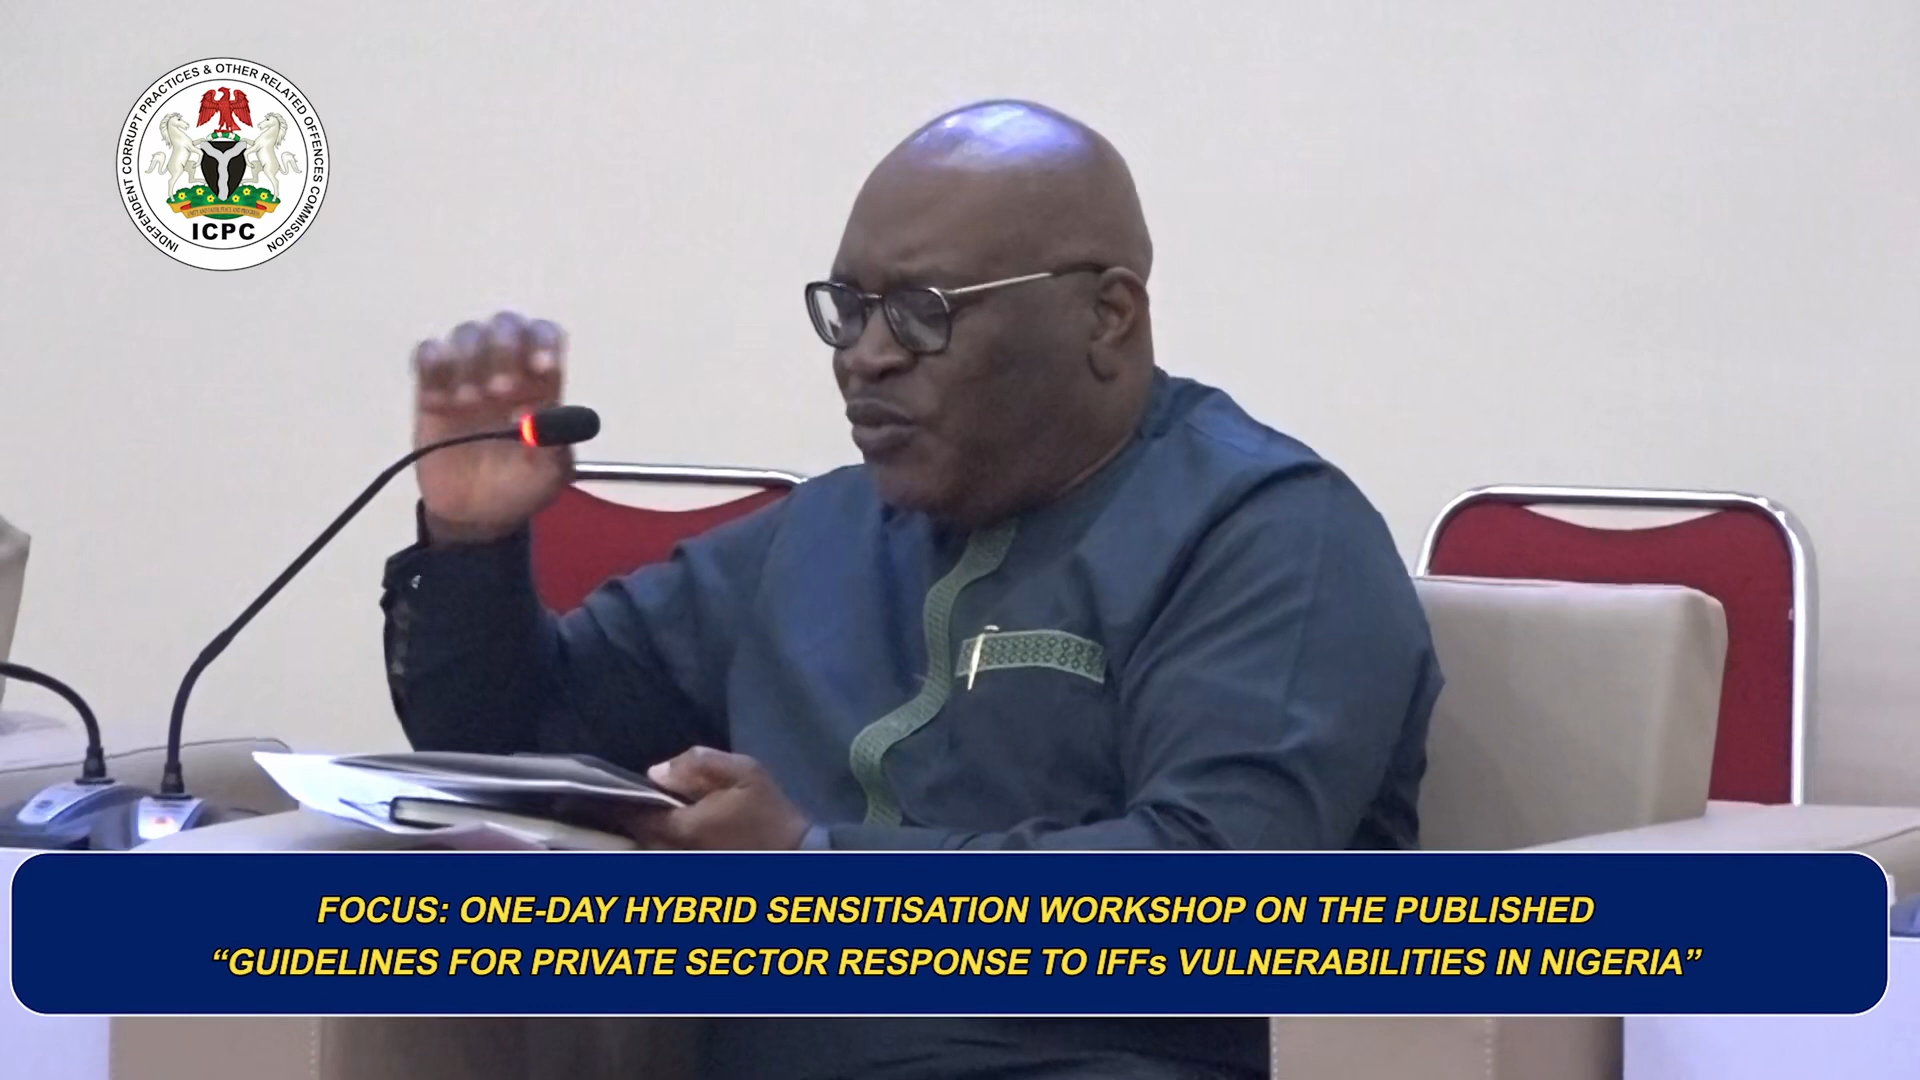 INDEPENDENT CORRUPT PRACTICES & OTHER RELATED OFFENCES COMMISSION
ICPC
FOCUS: ONE-DAY HYBRID SENSITISATION WORKSHOP ON THE PUBLISHED
“GUIDELINES FOR PRIVATE SECTOR RESPONSE TO IFFs VULNERABILITIES IN NIGERIA”